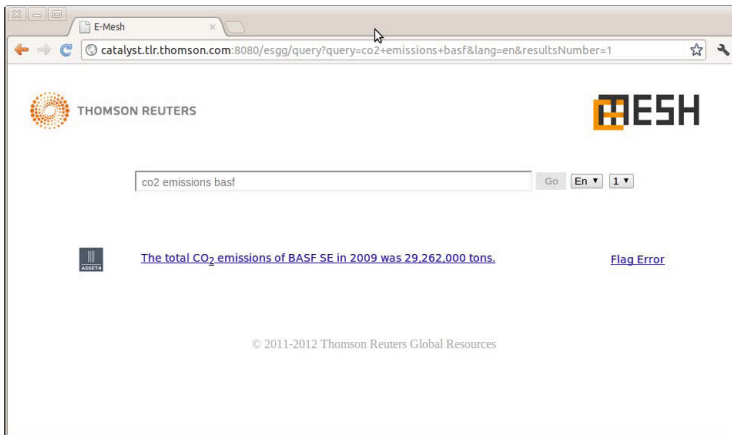 E-Mesh
catalyst.tlr.thomson.com:8080/esgg/query?query=co2+emissions+basf&lang=en&resultsNumber=1
THOMSON REUTERS
MESH
co2 emissions basf Go En 1
ASSET4
The total CO₂ emissions of BASF SE in 2009 was 29,262,000 tons. Flag Error
© 2011-2012 Thomson Reuters Global Resources